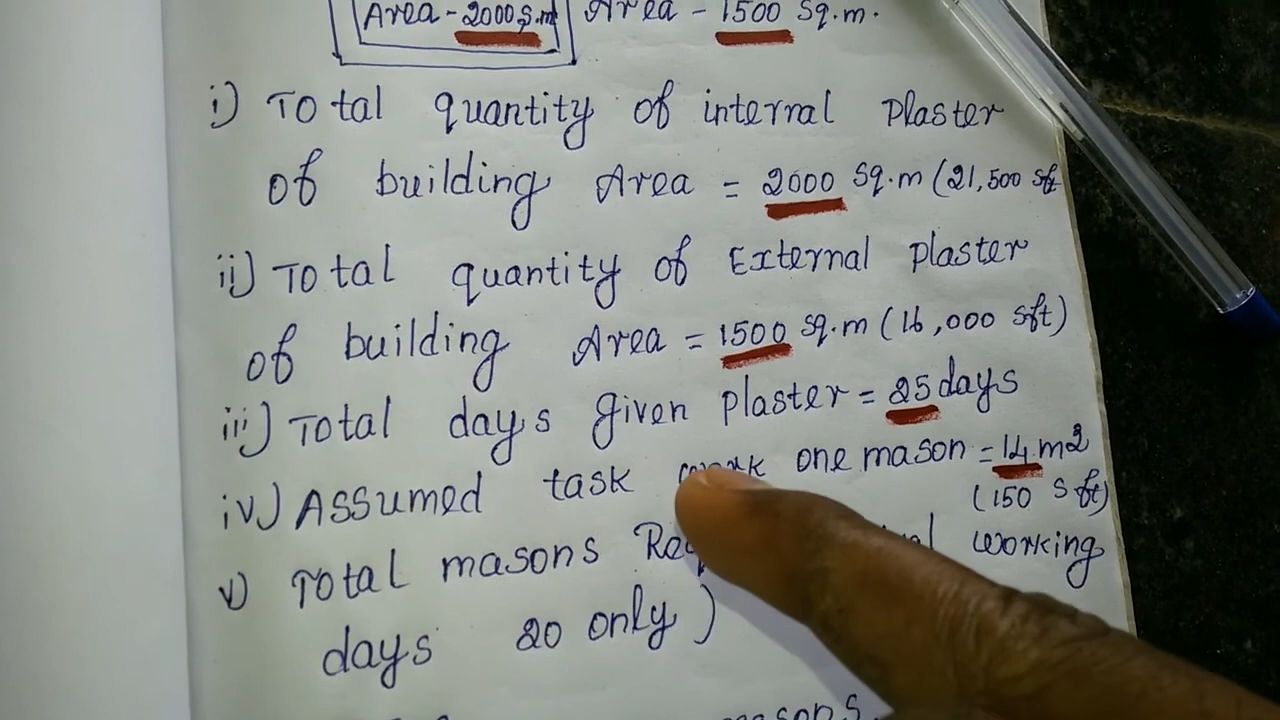 Area - 2000 S.m Area - 1500 Sq.m.
i) Total quantity of internal Plaster
of building Area = 2000 Sq.m (21,500 sft
ii) Total quantity of External plaster
of building Area = 1500 sq.m (16,000 sft)
iii) Total days given plaster = 25 days
iv) Assumed task work one mason = 14 m2
(150 sft)
v) Total masons working
days 20 only)
masons.